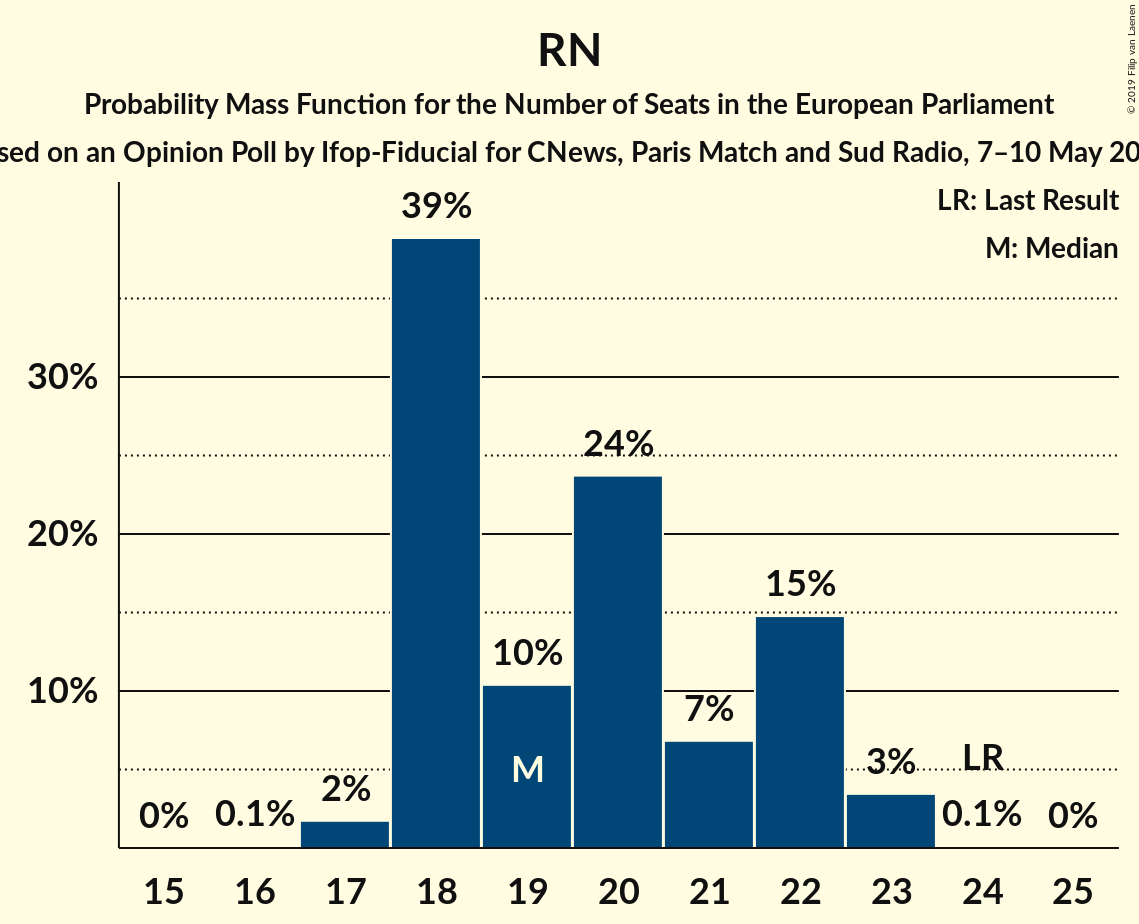 RN
Probability Mass Function for the Number of Seats in the European Parliament
sed on an Opinion Poll by Ifop-Fiducial for CNews, Paris Match and Sud Radio, 7–10 May 20
© 2019 Filip van Laenen
LR: Last Result
M: Median
39%
30%
24%
20%
15%
10%
10%
7%
M
3%
LR
2%
0%
0.1%
0.1%
0%
15 16 17 18 19 20 21 22 23 24 25